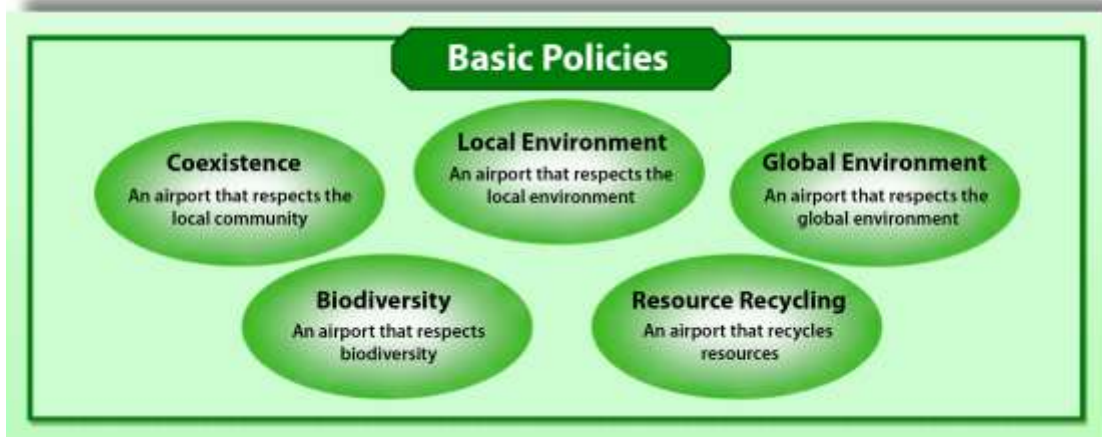 Basic Policies
Coexistence
An airport that respects the
local community
Local Environment
An airport that respects the
local environment
Global Environment
An airport that respects the
global environment
Biodiversity
An airport that respects
biodiversity
Resource Recycling
An airport that recycles
resources